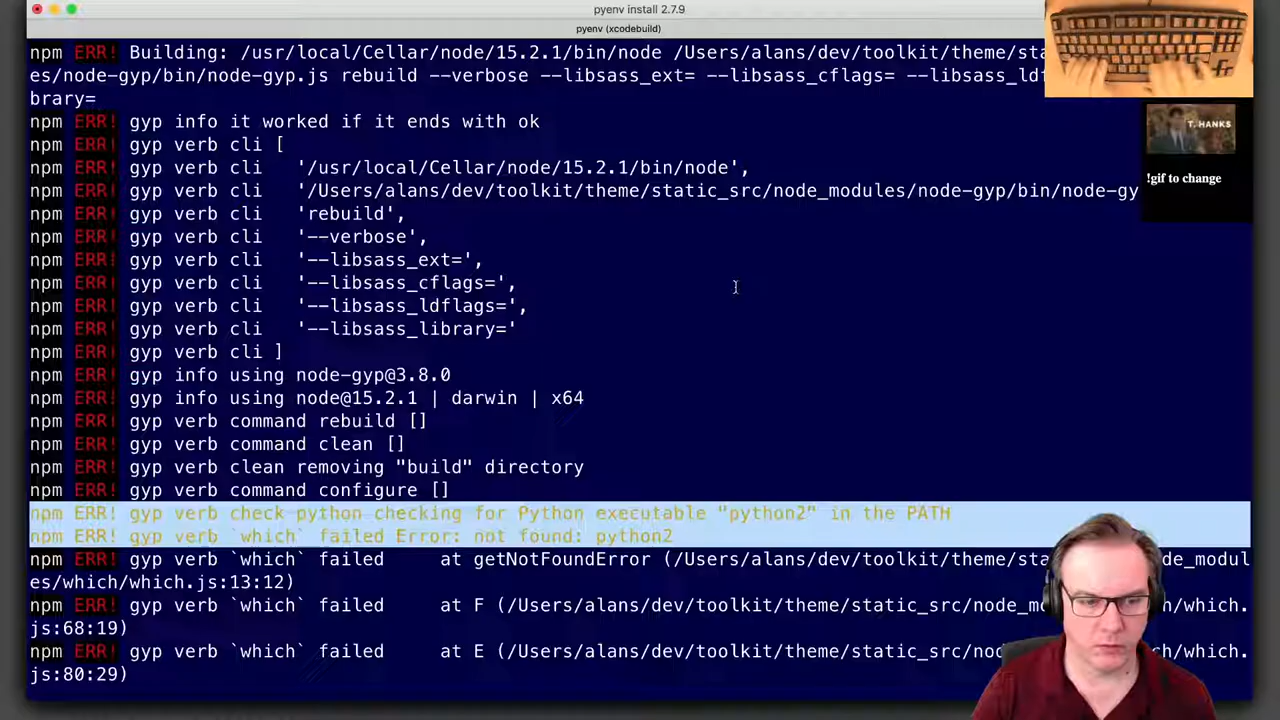 pyenv install 2.7.9
pyenv (xcodebuild)
npm ERR! Building: /usr/local/Cellar/node/15.2.1/bin/node /Users/alans/dev/toolkit/theme/sta
es/node-gyp/bin/node-gyp.js rebuild --verbose --libsass_ext= --libsass_cflags= --libsass_ldf
brary=
npm ERR! gyp info it worked if it ends with ok
npm ERR! gyp verb cli [
npm ERR! gyp verb cli   '/usr/local/Cellar/node/15.2.1/bin/node',
npm ERR! gyp verb cli   '/Users/alans/dev/toolkit/theme/static_src/node_modules/node-gyp/bin/node-gy
npm ERR! gyp verb cli   'rebuild',
npm ERR! gyp verb cli   '--verbose',
npm ERR! gyp verb cli   '--libsass_ext=',
npm ERR! gyp verb cli   '--libsass_cflags=',
npm ERR! gyp verb cli   '--libsass_ldflags=',
npm ERR! gyp verb cli   '--libsass_library='
npm ERR! gyp verb cli ]
npm ERR! gyp info using node-gyp@3.8.0
npm ERR! gyp info using node@15.2.1 | darwin | x64
npm ERR! gyp verb command rebuild []
npm ERR! gyp verb command clean []
npm ERR! gyp verb clean removing "build" directory
npm ERR! gyp verb command configure []
npm ERR! gyp verb check python checking for Python executable "python2" in the PATH
npm ERR! gyp verb `which` failed Error: not found: python2
npm ERR! gyp verb `which` failed     at getNotFoundError (/Users/alans/dev/toolkit/theme/static_src/node_modul
es/which/which.js:13:12)
npm ERR! gyp verb `which` failed     at F (/Users/alans/dev/toolkit/theme/static_src/node_mo s/which/which.
js:68:19)
npm ERR! gyp verb `which` failed     at E (/Users/alans/dev/toolkit/theme/static_src/nod s/which/which.
js:80:29)
T. HANKS
!gif to change